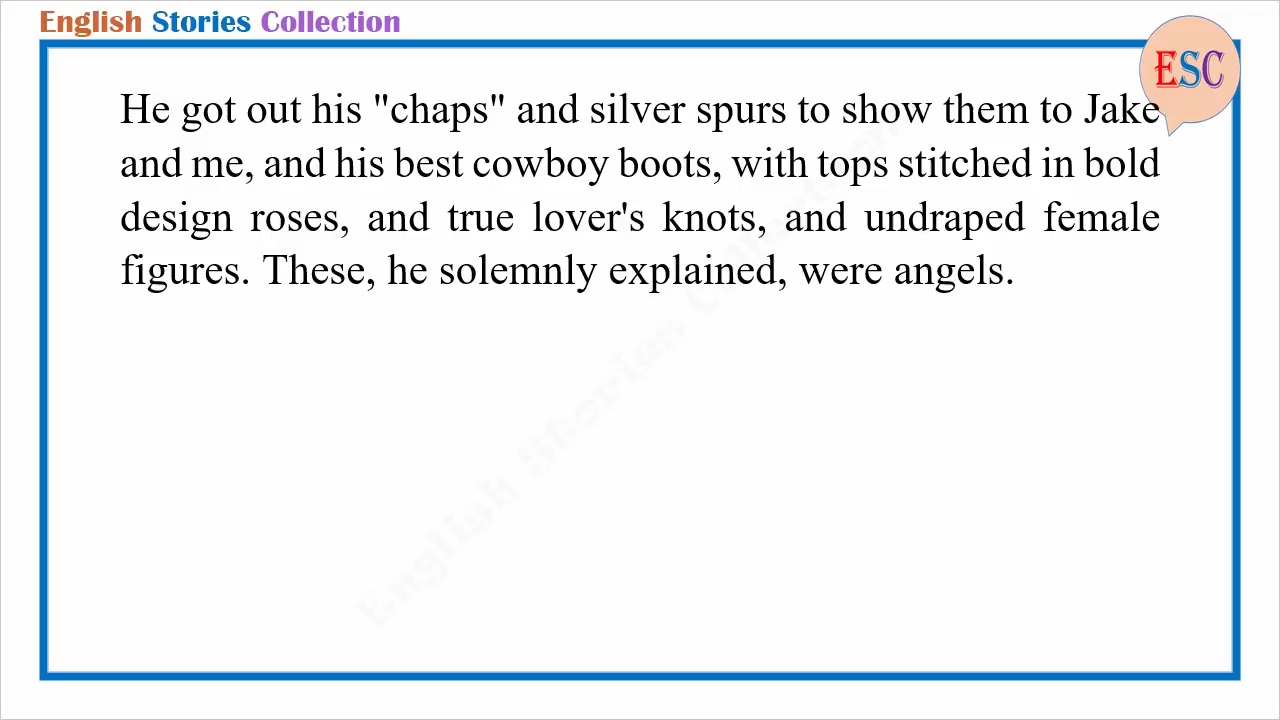 English Stories Collection
ESC
He got out his "chaps" and silver spurs to show them to Jake
and me, and his best cowboy boots, with tops stitched in bold
design roses, and true lover's knots, and undraped female
figures. These, he solemnly explained, were angels.